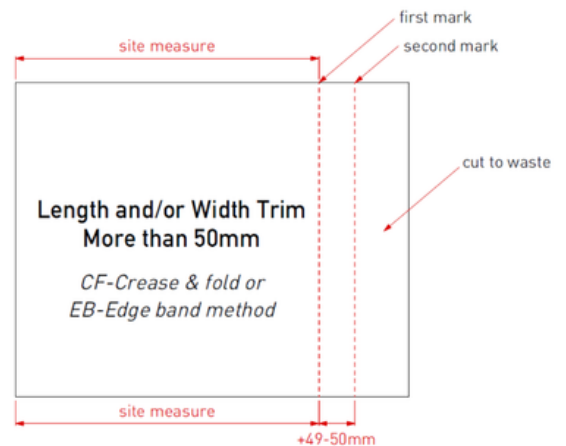 first mark
site measure
second mark
cut to waste
Length and/or Width Trim
More than 50mm
CF-Crease & fold or
EB-Edge band method
site measure
+49-50mm